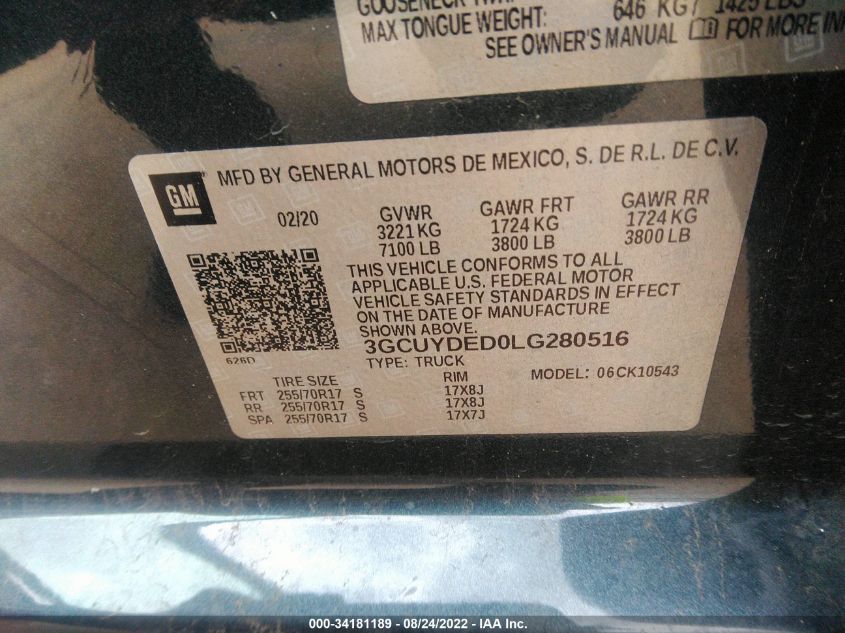 MAX TONGUE WEIGHT: 646 KG / 1425 LBS
SEE OWNER'S MANUAL FOR MORE
GM
MFD BY GENERAL MOTORS DE MEXICO, S. DE R.L. DE C.V.
02/20 GVWR GAWR FRT GAWR RR
3221 KG 1724 KG 1724 KG
7100 LB 3800 LB 3800 LB
THIS VEHICLE CONFORMS TO ALL
APPLICABLE U.S. FEDERAL MOTOR
VEHICLE SAFETY STANDARDS IN EFFECT
ON THE DATE OF MANUFACTURE
SHOWN ABOVE.
3GCUYDED0LG280516
626D TYPE: TRUCK MODEL: 06CK10543
TIRE SIZE RIM
FRT 255/70R17 S 17X8J
RR 255/70R17 S 17X8J
SPA 255/70R17 S 17X7J
000-34181189 - 08/24/2022 - IAA Inc.